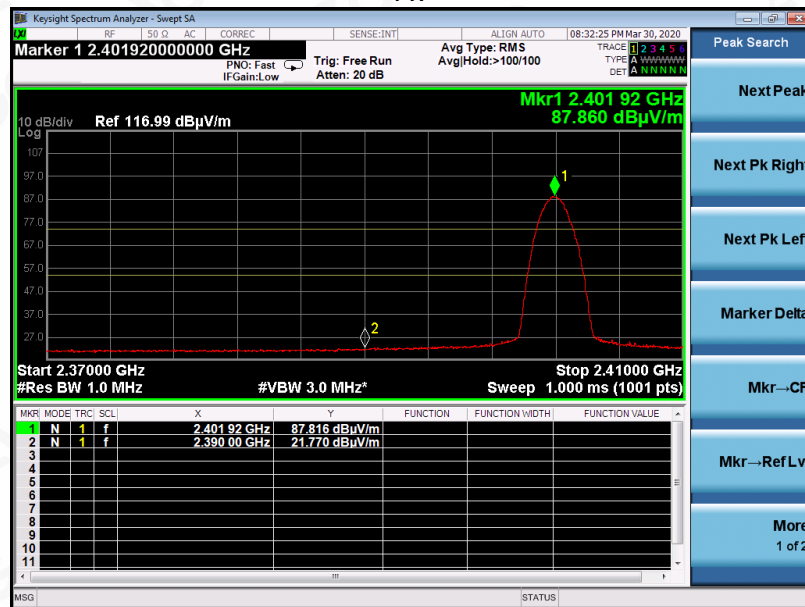 Keysight Spectrum Analyzer - Swept SA
LXI RF 50 Ω AC CORREC SENSE:INT ALIGN AUTO 08:32:25 PM Mar 30, 2020
Marker 1 2.401920000000 GHz
PNO: Fast
IFGain:Low
Trig: Free Run
Atten: 20 dB
Avg Type: RMS
Avg|Hold:>100/100
TRACE 1 2 3 4 5 6
TYPE A WWWWW
DET A N N N N N
Mkr1 2.401 92 GHz
87.860 dBµV/m
10 dB/div Ref 116.99 dBµV/m
Log
107
97.0
87.0
77.0
67.0
57.0
47.0
37.0
27.0
1
2
Start 2.37000 GHz
Stop 2.41000 GHz
#Res BW 1.0 MHz
#VBW 3.0 MHz*
Sweep 1.000 ms (1001 pts)
MKR MODE TRC SCL X Y FUNCTION FUNCTION WIDTH FUNCTION VALUE
1 N 1 f 2.401 92 GHz 87.816 dBµV/m
2 N 1 f 2.390 00 GHz 21.770 dBµV/m
3
4
5
6
7
8
9
10
11
MSG
STATUS
Peak Search
Next Peak
Next Pk Right
Next Pk Left
Marker Delta
Mkr→CF
Mkr→Ref Lv
More
1 of 2